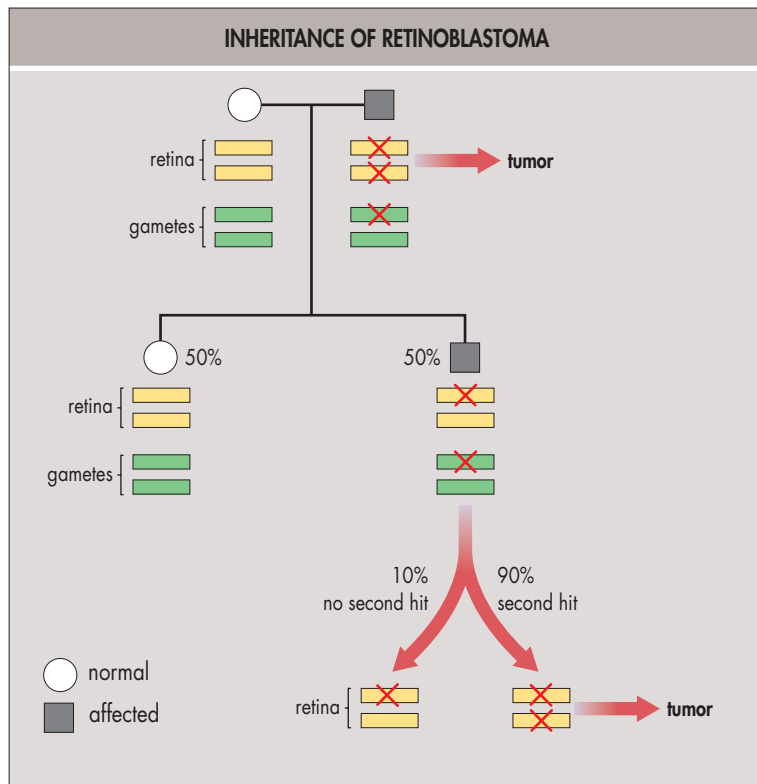 INHERITANCE OF RETINOBLASTOMA
retina
tumor
gametes
50%
50%
retina
gametes
10%
no second hit
90%
second hit
normal
affected
retina
tumor